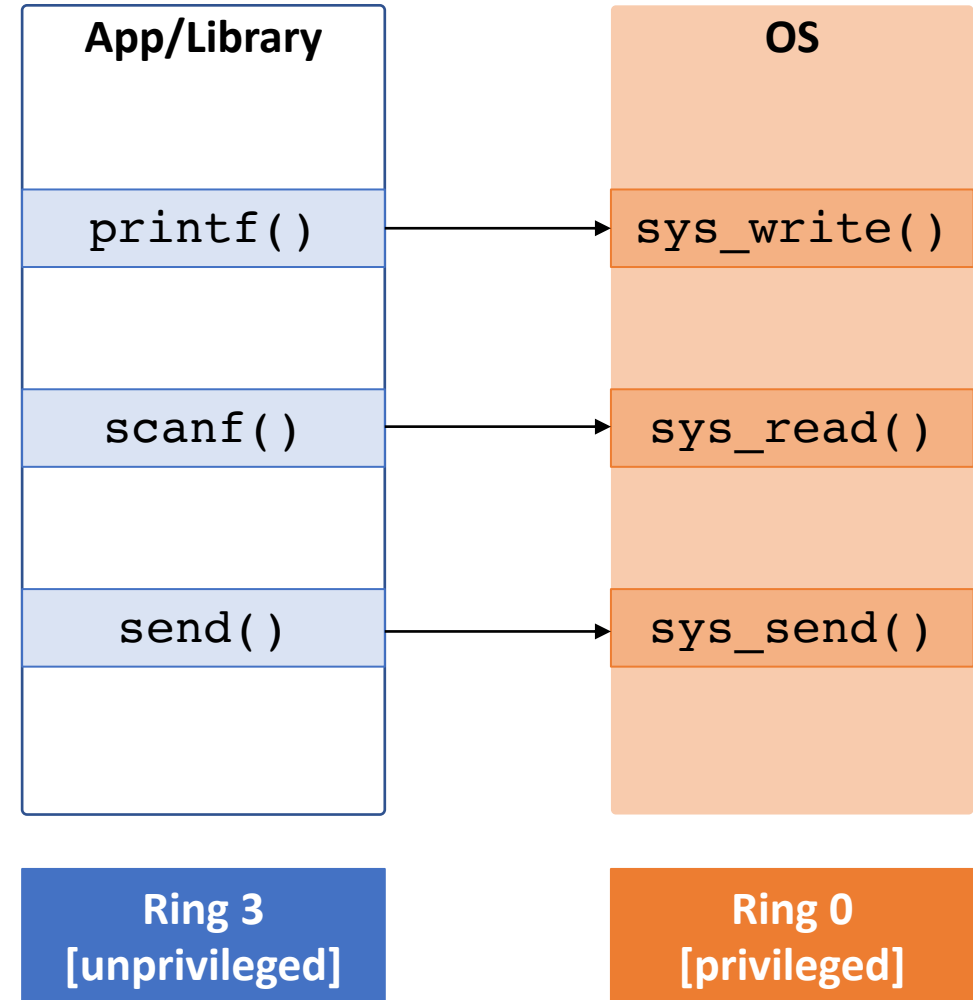 App/Library
OS
printf()
sys_write()
scanf()
sys_read()
send()
sys_send()
Ring 3
[unprivileged]
Ring 0
[privileged]